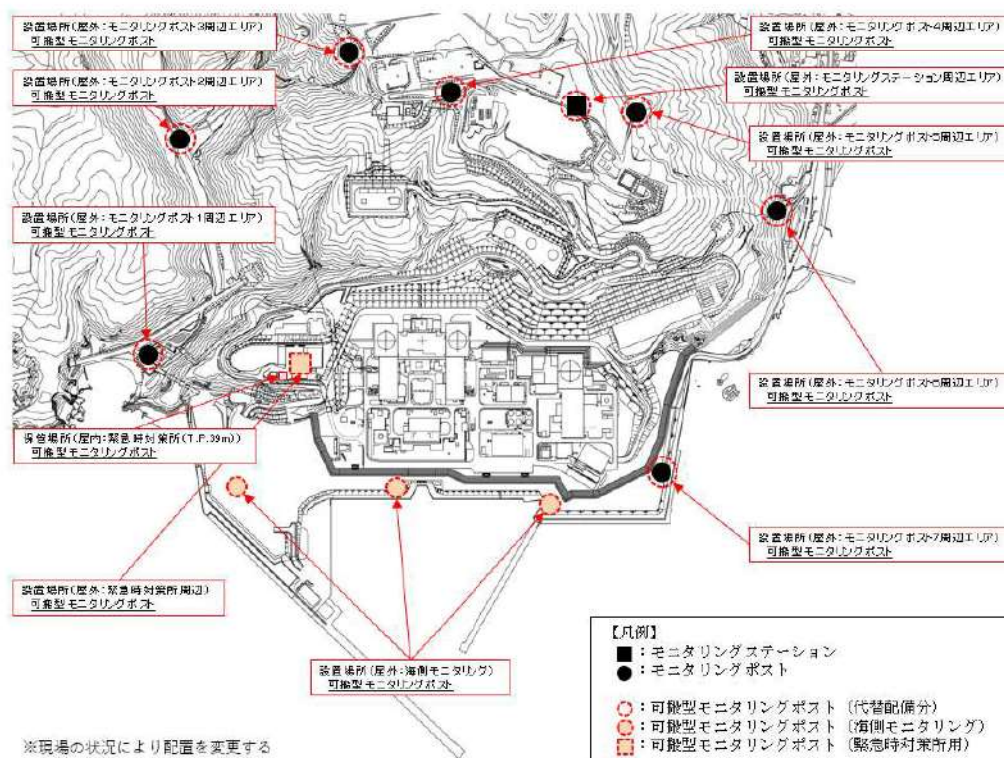 設置場所(屋外:モニタリングポスト3周辺エリア)
可搬型モニタリングポスト
設置場所(屋外:モニタリングポスト2周辺エリア)
可搬型モニタリングポスト
設置場所(屋外:モニタリングポスト1周辺エリア)
可搬型モニタリングポスト
保管場所(屋内:緊急時対策所(T.P.39m))
可搬型モニタリングポスト
設置場所(屋外:緊急時対策所周辺)
可搬型モニタリングポスト
設置場所(屋外:海側モニタリング)
可搬型モニタリングポスト
設置場所(屋外:モニタリングポスト4周辺エリア)
可搬型モニタリングポスト
設置場所(屋外:モニタリングステーション周辺エリア)
可搬型モニタリングポスト
設置場所(屋外:モニタリングポスト5周辺エリア)
可搬型モニタリングポスト
設置場所(屋外:モニタリングポスト6周辺エリア)
可搬型モニタリングポスト
設置場所(屋外:モニタリングポスト7周辺エリア)
可搬型モニタリングポスト
【凡例】
:モニタリングステーション
:モニタリングポスト
:可搬型モニタリングポスト(代替配備分)
:可搬型モニタリングポスト(海側モニタリング)
:可搬型モニタリングポスト(緊急時対策所用)
※現場の状況により配置を変更する